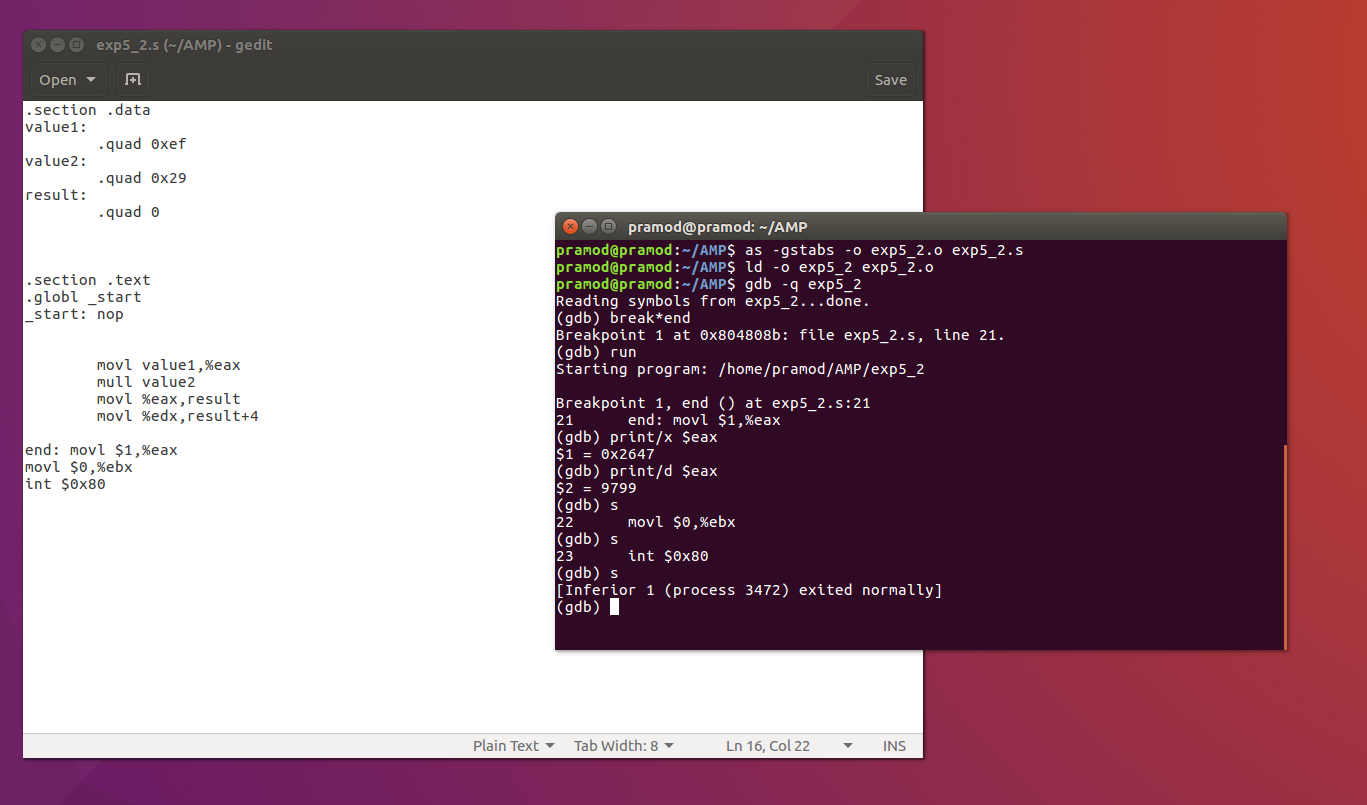 exp5_2.s (~/AMP) - gedit
Open
Save
.section .data
value1:
        .quad 0xef
value2:
        .quad 0x29
result:
        .quad 0
.section .text
.globl _start
_start: nop
        movl value1,%eax
        mull value2
        movl %eax,result
        movl %edx,result+4
end: movl $1,%eax
movl $0,%ebx
int $0x80
Plain Text
Tab Width: 8
Ln 16, Col 22
INS
pramod@pramod: ~/AMP
pramod@pramod:~/AMP$ as -gstabs -o exp5_2.o exp5_2.s
pramod@pramod:~/AMP$ ld -o exp5_2 exp5_2.o
pramod@pramod:~/AMP$ gdb -q exp5_2
Reading symbols from exp5_2...done.
(gdb) break*end
Breakpoint 1 at 0x804808b: file exp5_2.s, line 21.
(gdb) run
Starting program: /home/pramod/AMP/exp5_2
Breakpoint 1, end () at exp5_2.s:21
21      end: movl $1,%eax
(gdb) print/x $eax
$1 = 0x2647
(gdb) print/d $eax
$2 = 9799
(gdb) s
22      movl $0,%ebx
(gdb) s
23      int $0x80
(gdb) s
[Inferior 1 (process 3472) exited normally]
(gdb)